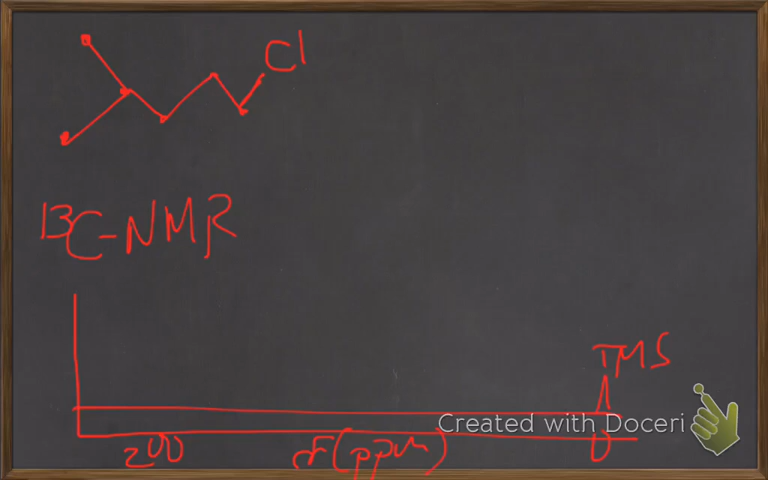 Cl
13C-NMR
TMS
Created with Doceri
200 δ(ppm) 0